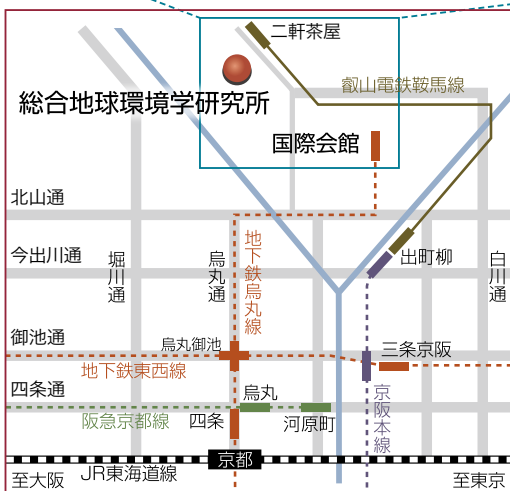 二軒茶屋
叡山電鉄鞍馬線
総合地球環境学研究所
国際会館
北山通
地下鉄烏丸線
今出川通
堀川通
烏丸通
出町柳
白川通
御池通
烏丸御池
三条京阪
地下鉄東西線
四条通
烏丸
京阪本線
阪急京都線
四条
河原町
京都
至大阪
JR東海道線
至東京